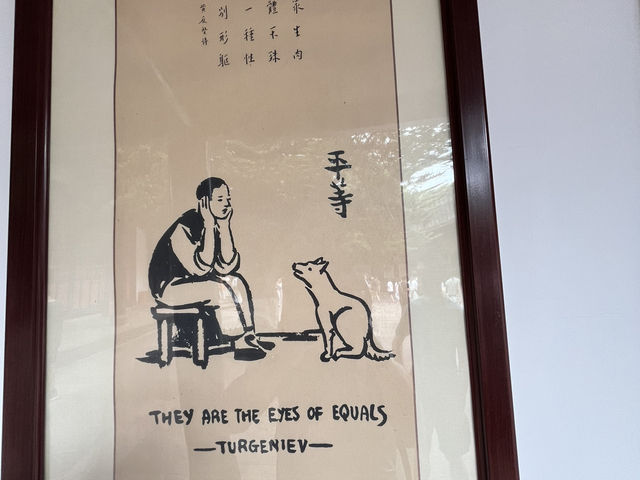 衆生肉
體不殊
一種性
別形軀
黃庭堅詩
平等
THEY ARE THE EYES OF EQUALS
—TURGENIEV—